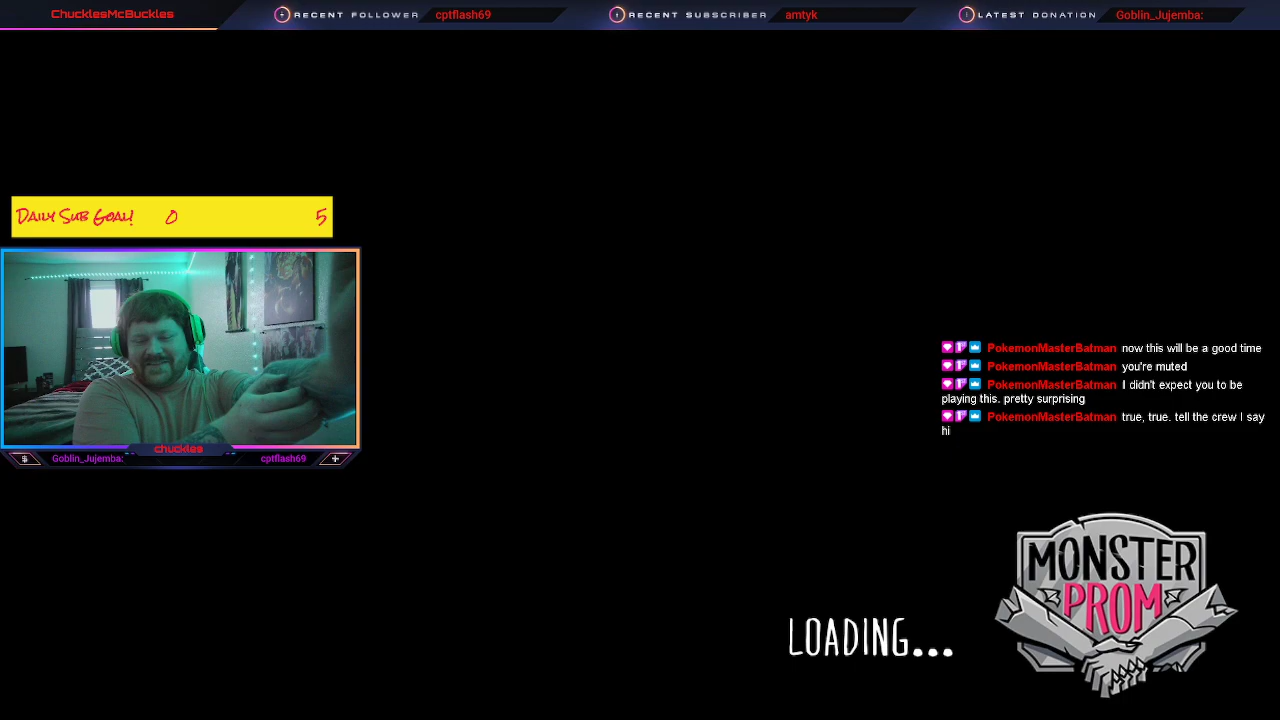 ChucklesMcBuckles
RECENT FOLLOWER cptflash69
RECENT SUBSCRIBER amtyk
LATEST DONATION Goblin_Jujemba:
Daily Sub Goal! 0 5
chuckles
$ Goblin_Jujemba: cptflash69 +
PokemonMasterBatman now this will be a good time
PokemonMasterBatman you're muted
PokemonMasterBatman I didn't expect you to be
playing this. pretty surprising
PokemonMasterBatman true, true. tell the crew I say
hi
MONSTER
PROM
LOADING...